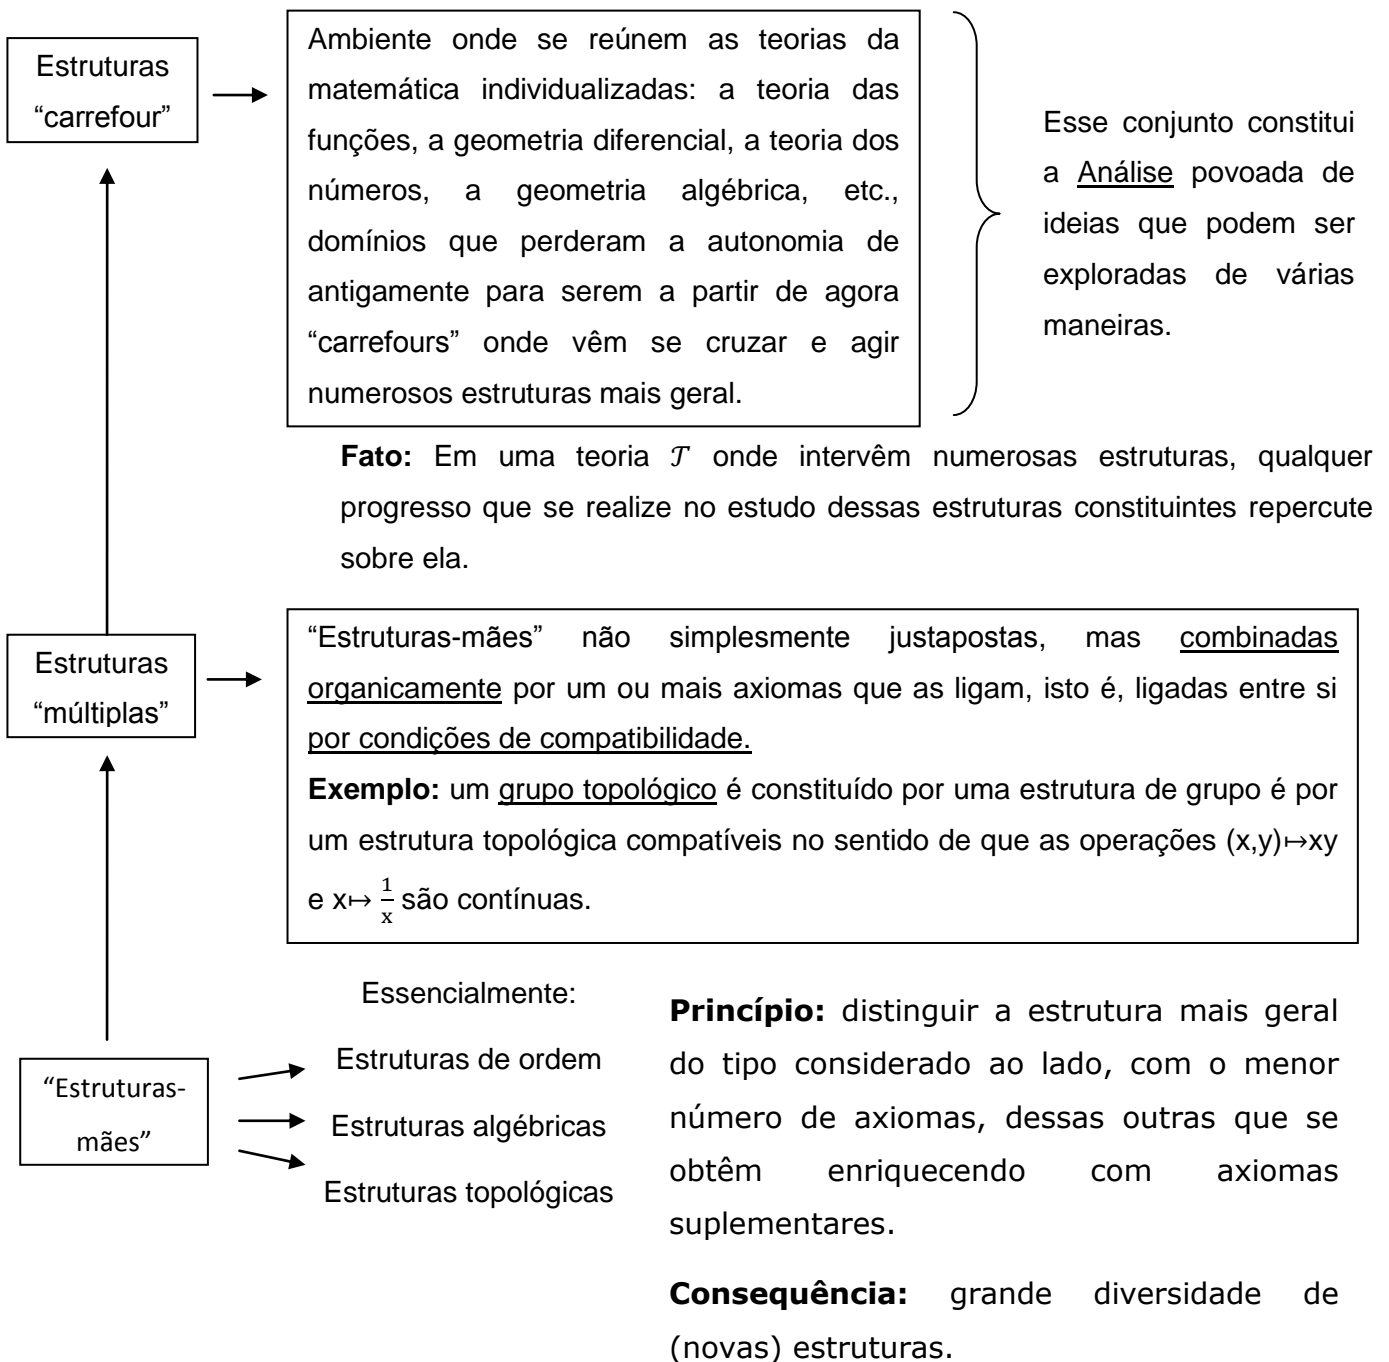 Estruturas
“carrefour”
Ambiente onde se reúnem as teorias da
matemática individualizadas: a teoria das
funções, a geometria diferencial, a teoria dos
números, a geometria algébrica, etc.,
domínios que perderam a autonomia de
antigamente para serem a partir de agora
“carrefours” onde vêm se cruzar e agir
numerosos estruturas mais geral.
Esse conjunto constitui
a Análise povoada de
ideias que podem ser
exploradas de várias
maneiras.
Fato: Em uma teoria 𝒯 onde intervêm numerosas estruturas, qualquer
progresso que se realize no estudo dessas estruturas constituintes repercute
sobre ela.
Estruturas
“múltiplas”
“Estruturas-mães” não simplesmente justapostas, mas combinadas
organicamente por um ou mais axiomas que as ligam, isto é, ligadas entre si
por condições de compatibilidade.
Exemplo: um grupo topológico é constituído por uma estrutura de grupo é por
um estrutura topológica compatíveis no sentido de que as operações (x,y)↦xy
e x↦ 1/x são contínuas.
“Estruturas-
mães”
Essencialmente:
Estruturas de ordem
Estruturas algébricas
Estruturas topológicas
Princípio: distinguir a estrutura mais geral
do tipo considerado ao lado, com o menor
número de axiomas, dessas outras que se
obtêm enriquecendo com axiomas
suplementares.
Consequência: grande diversidade de
(novas) estruturas.